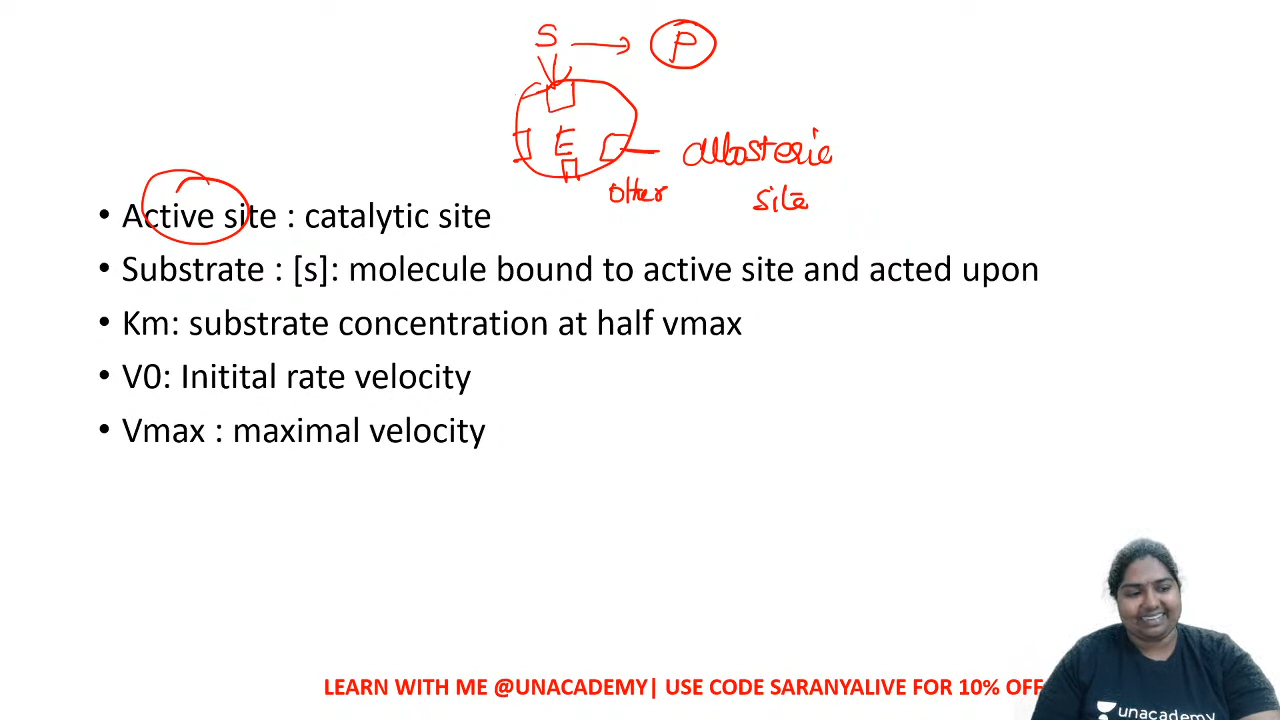 S → P
E
allosteric
other site
• Active site : catalytic site
• Substrate : [s]: molecule bound to active site and acted upon
• Km: substrate concentration at half vmax
• V0: Initital rate velocity
• Vmax : maximal velocity
LEARN WITH ME @UNACADEMY| USE CODE SARANYALIVE FOR 10% OFF
unacademy